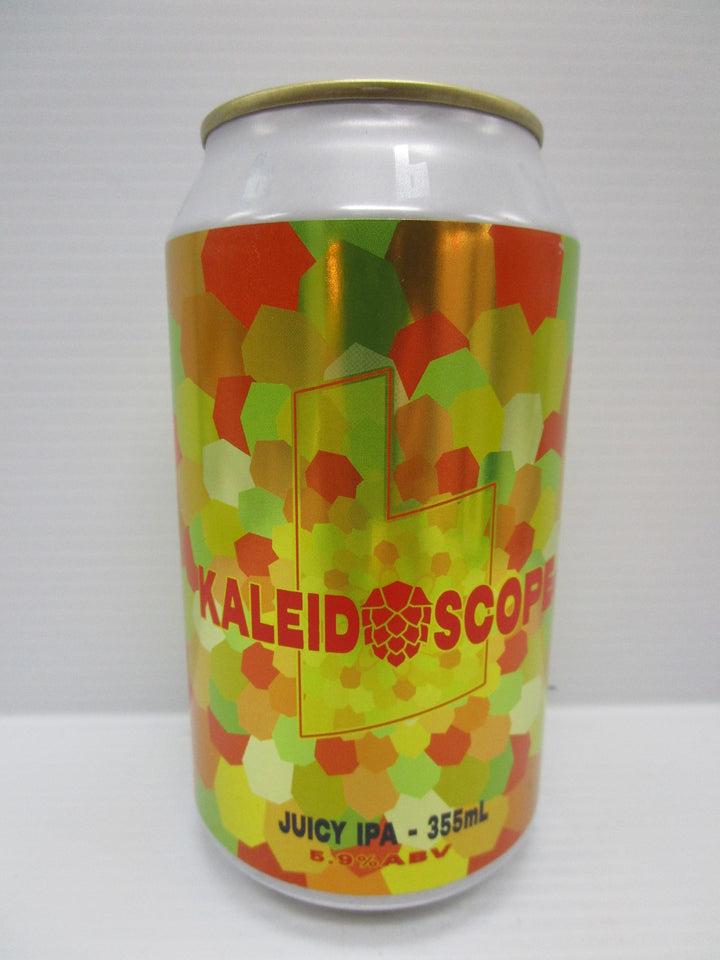 KALEIDOSCOPE
JUICY IPA - 355mL
5.9% ABV